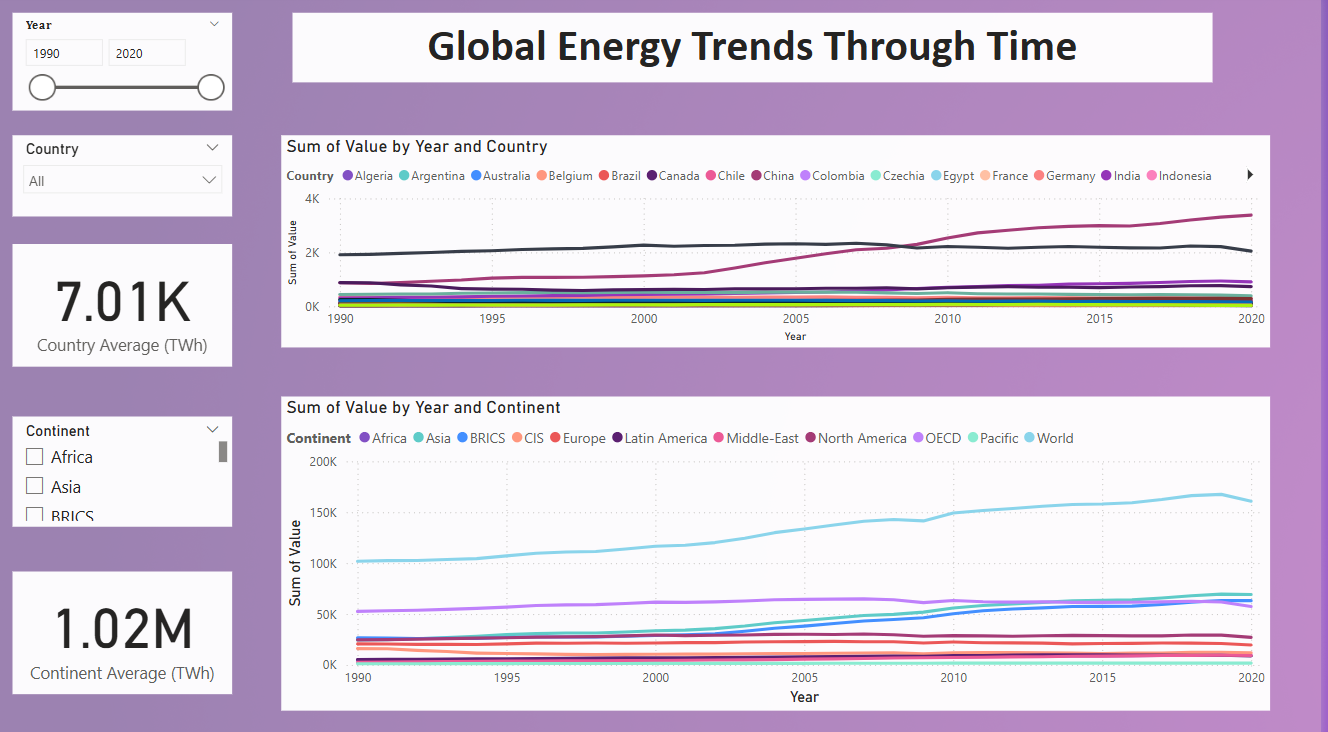 Year
1990 2020
Global Energy Trends Through Time
Country
All
7.01K
Country Average (TWh)
Continent
Africa
Asia
BRICS
1.02M
Continent Average (TWh)
Sum of Value by Year and Country
Country Algeria Argentina Australia Belgium Brazil Canada Chile China Colombia Czechia Egypt France Germany India Indonesia
4K
2K
0K
Sum of Value
1990 1995 2000 2005 2010 2015 2020
Year
Sum of Value by Year and Continent
Continent Africa Asia BRICS CIS Europe Latin America Middle-East North America OECD Pacific World
200K
150K
100K
50K
0K
Sum of Value
1990 1995 2000 2005 2010 2015 2020
Year